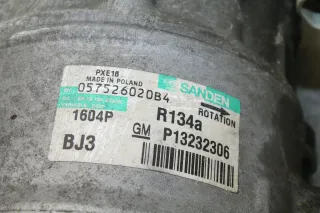 PXE16
MADE IN POLAND
SANDEN
057526020B4
ROTATION
1604P
R134a
BJ3
GM P13232306